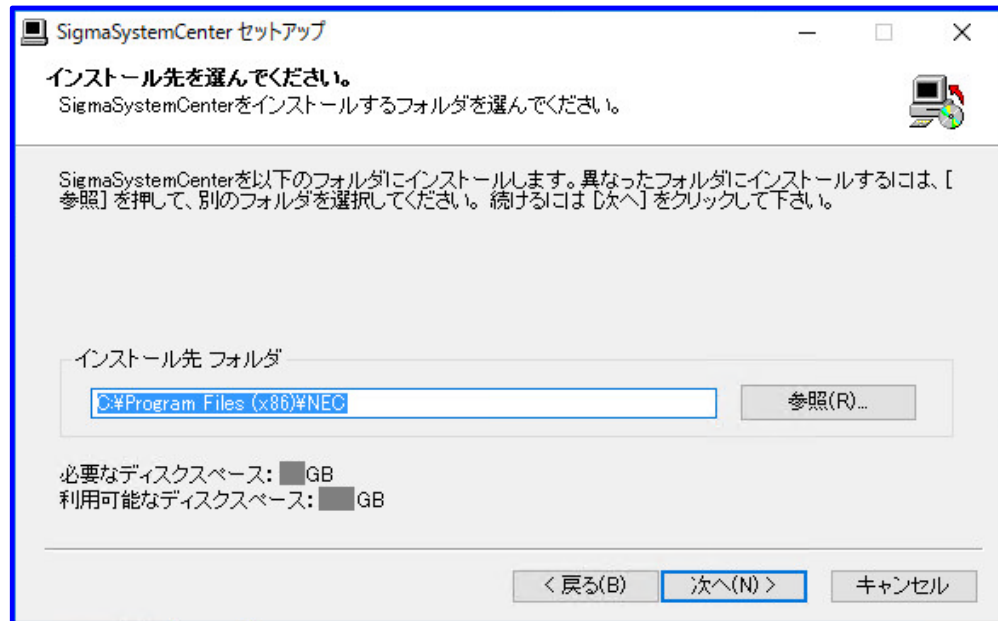 SigmaSystemCenter セットアップ
インストール先を選んでください。
SigmaSystemCenterをインストールするフォルダを選んでください。
SigmaSystemCenterを以下のフォルダにインストールします。異なったフォルダにインストールするには、[
参照] を押して、別のフォルダを選択してください。 続けるには [次へ] をクリックして下さい。
インストール先 フォルダ
C:¥Program Files (x86)¥NEC
参照(R)...
必要なディスクスペース: GB
利用可能なディスクスペース: GB
< 戻る(B)
次へ(N) >
キャンセル